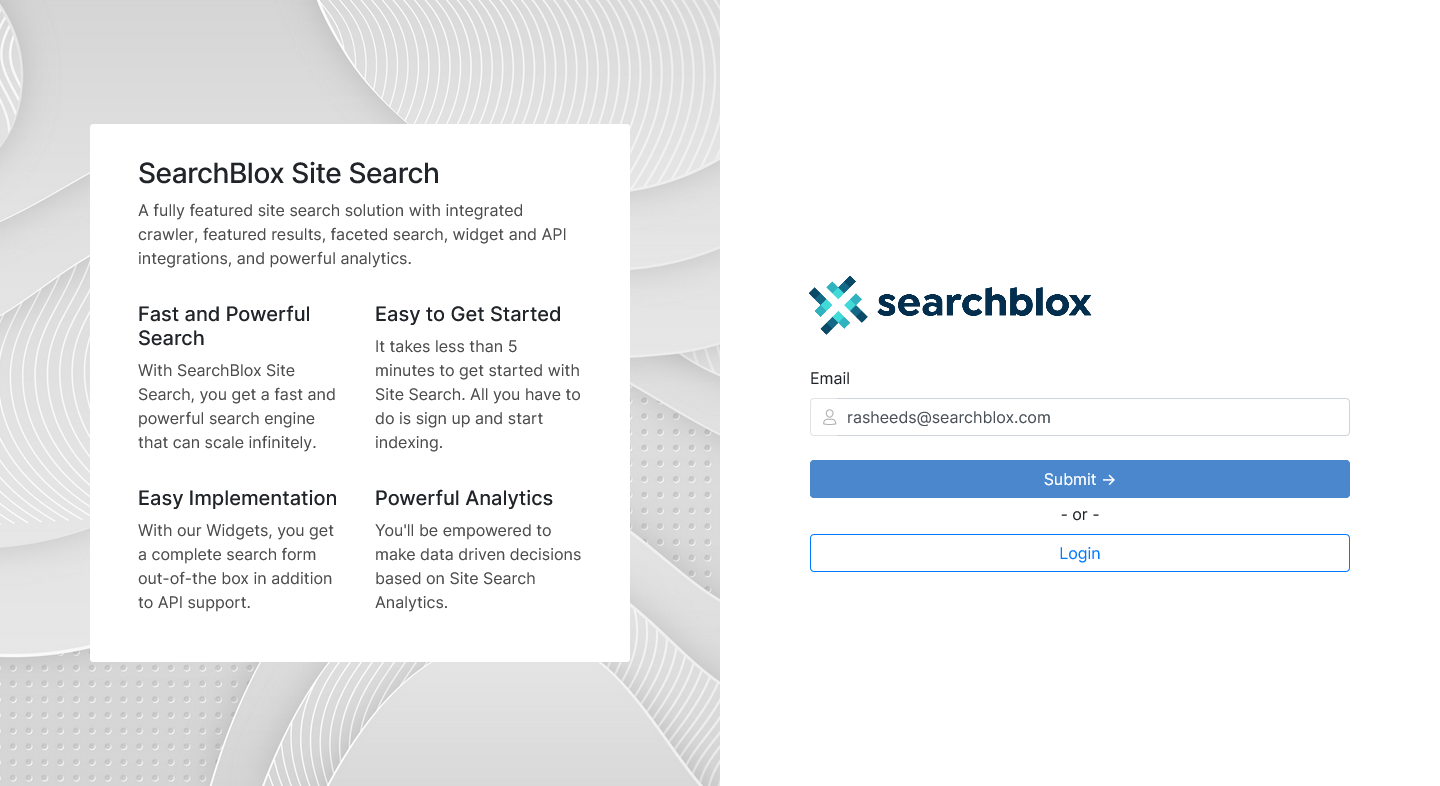 SearchBlox Site Search
A fully featured site search solution with integrated
crawler, featured results, faceted search, widget and API
integrations, and powerful analytics.
Fast and Powerful
Search
With SearchBlox Site
Search, you get a fast and
powerful search engine
that can scale infinitely.
Easy to Get Started
It takes less than 5
minutes to get started with
Site Search. All you have to
do is sign up and start
indexing.
Easy Implementation
With our Widgets, you get
a complete search form
out-of-the box in addition
to API support.
Powerful Analytics
You'll be empowered to
make data driven decisions
based on Site Search
Analytics.
searchblox
Email
rasheeds@searchblox.com
Submit →
- or -
Login